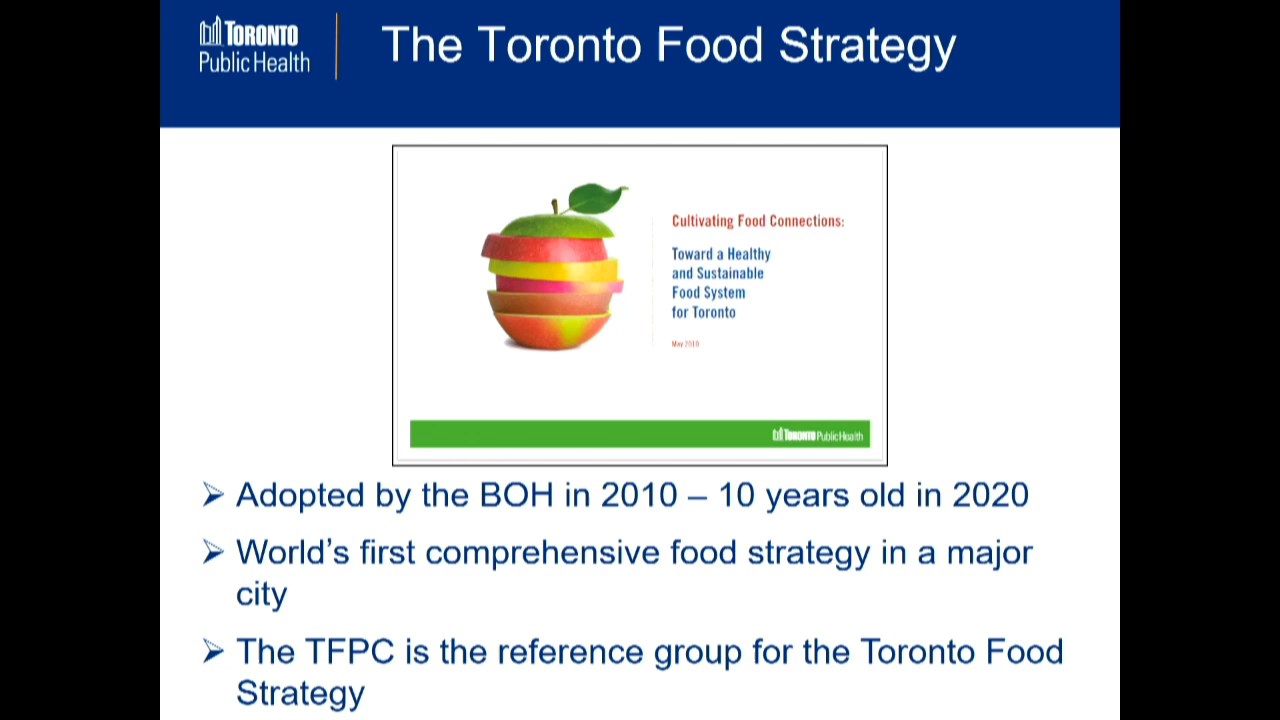 TORONTO
Public Health
The Toronto Food Strategy
Cultivating Food Connections:
Toward a Healthy
and Sustainable
Food System
for Toronto
May 2010
TORONTO Public Health
➢ Adopted by the BOH in 2010 – 10 years old in 2020
➢ World’s first comprehensive food strategy in a major
city
➢ The TFPC is the reference group for the Toronto Food
Strategy